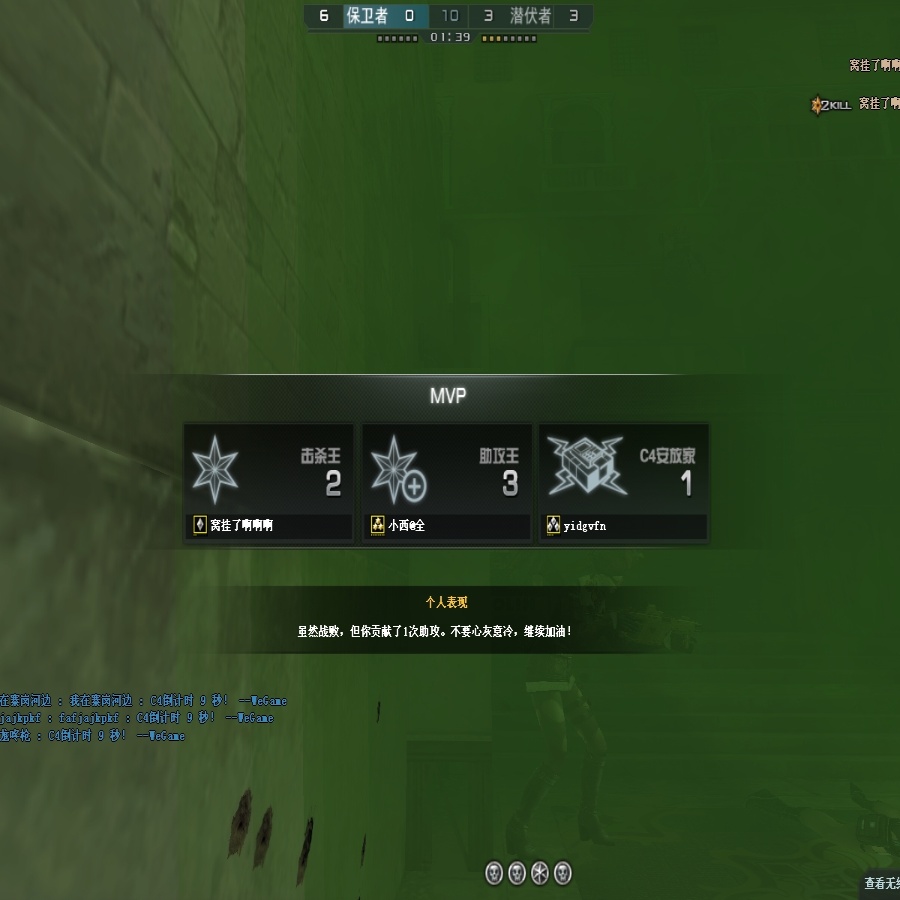 6 保卫者 0 10 3 潜伏者 3
01:39
窝挂了啊啊
2KILL 窝挂了啊
MVP
击杀王
2
窝挂了啊啊啊
助攻王
3
小西@全
C4安放家
1
yidgvfn
个人表现
虽然战败，但你贡献了1次助攻。不要心灰意冷，继续加油！
在寨岗河边 : 我在寨岗河边 : C4倒计时 9 秒! --WeGame
jajkpkf : fafjajkpkf : C4倒计时 9 秒! --WeGame
咚枪 : C4倒计时 9 秒! --WeGame
查看无